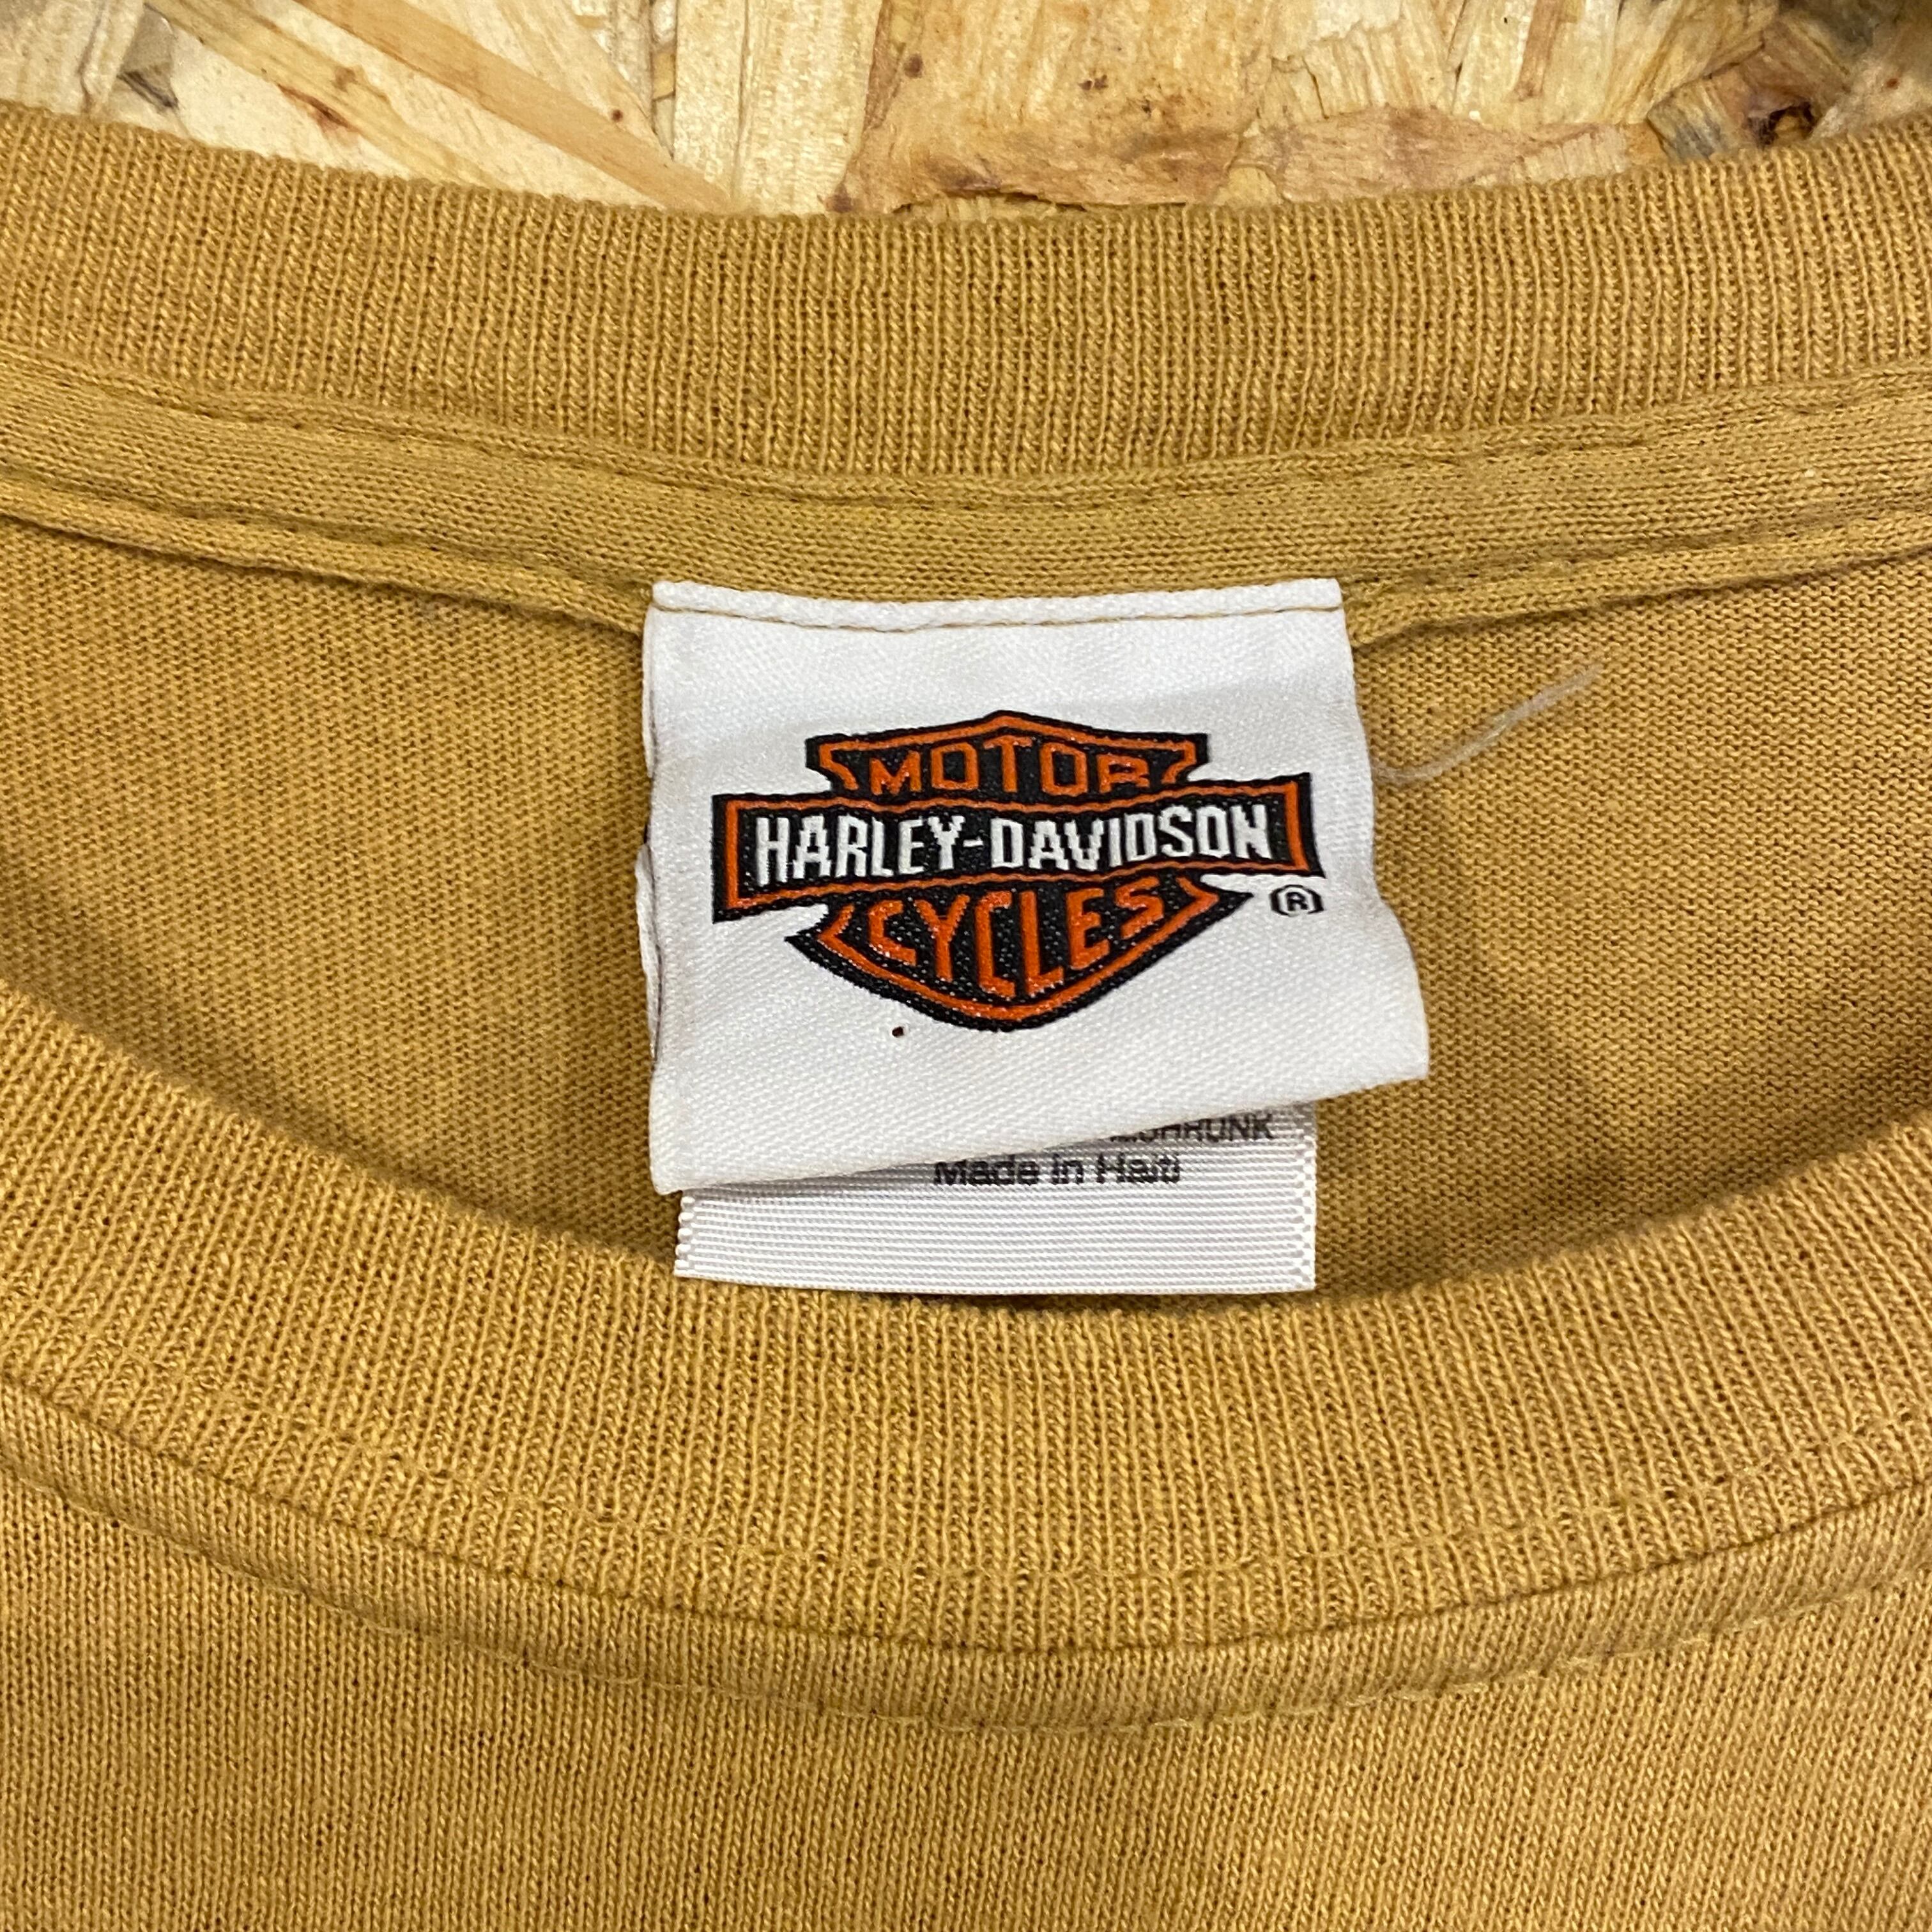 MOTOR
HARLEY-DAVIDSON
CYCLES
®
Made in Haiti